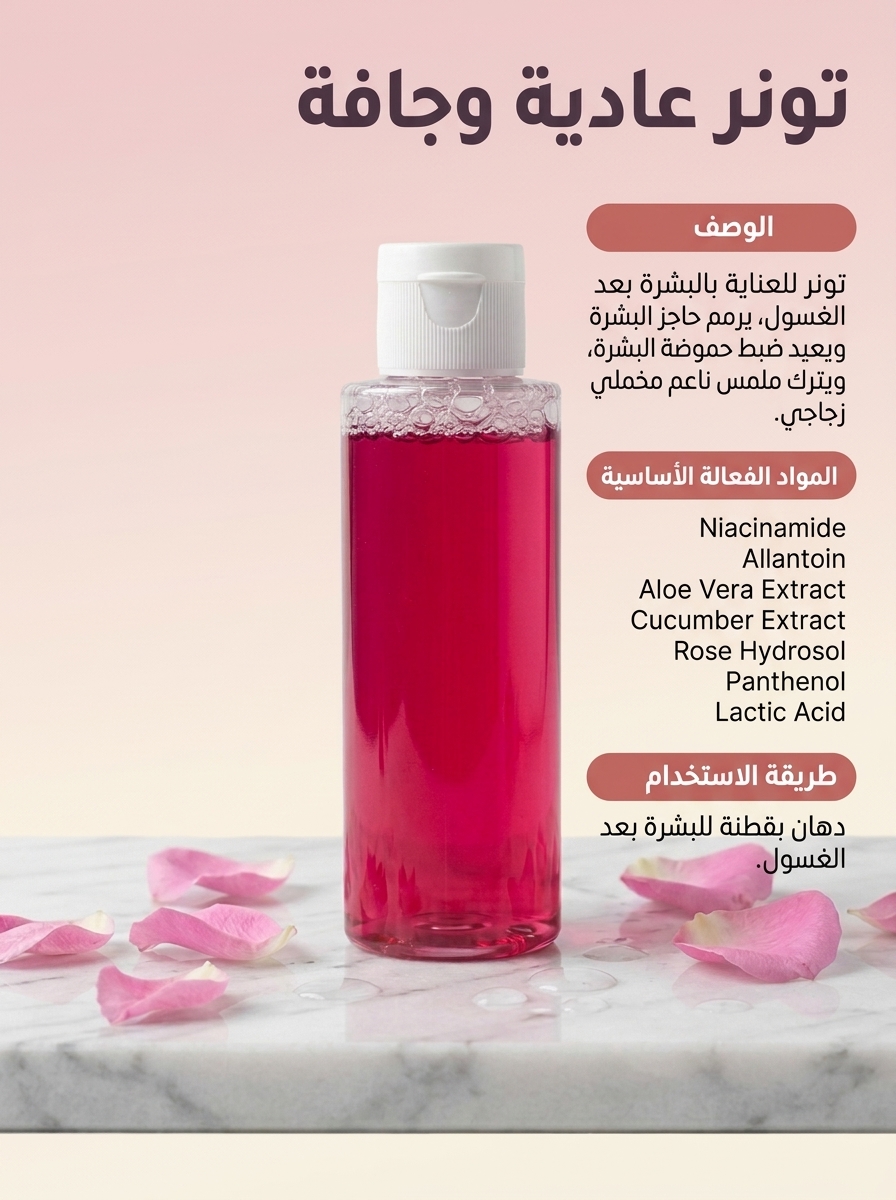 تونر عادية وجافة
الوصف
تونر للعناية بالبشرة بعد
الغسول، يرمم حاجز البشرة
ويعيد ضبط حموضة البشرة،
ويترك ملمس ناعم مخملي
زجاجي.
المواد الفعالة الأساسية
Niacinamide
Allantoin
Aloe Vera Extract
Cucumber Extract
Rose Hydrosol
Panthenol
Lactic Acid
طريقة الاستخدام
دهان بقطنة للبشرة بعد
الغسول.